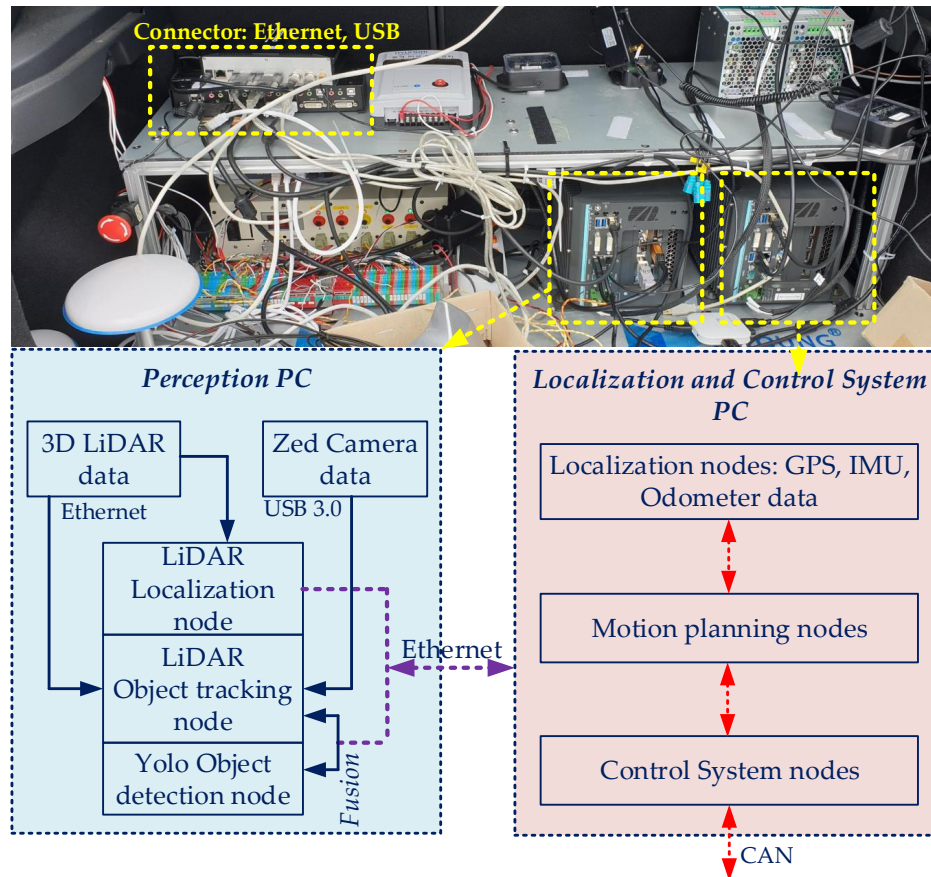 Connector: Ethernet, USB
Perception PC
3D LiDAR
data
Zed Camera
data
Ethernet
USB 3.0
LiDAR
Localization
node
LiDAR
Object tracking
node
Yolo Object
detection node
Fusion
Ethernet
Localization and Control System
PC
Localization nodes: GPS, IMU,
Odometer data
Motion planning nodes
Control System nodes
CAN